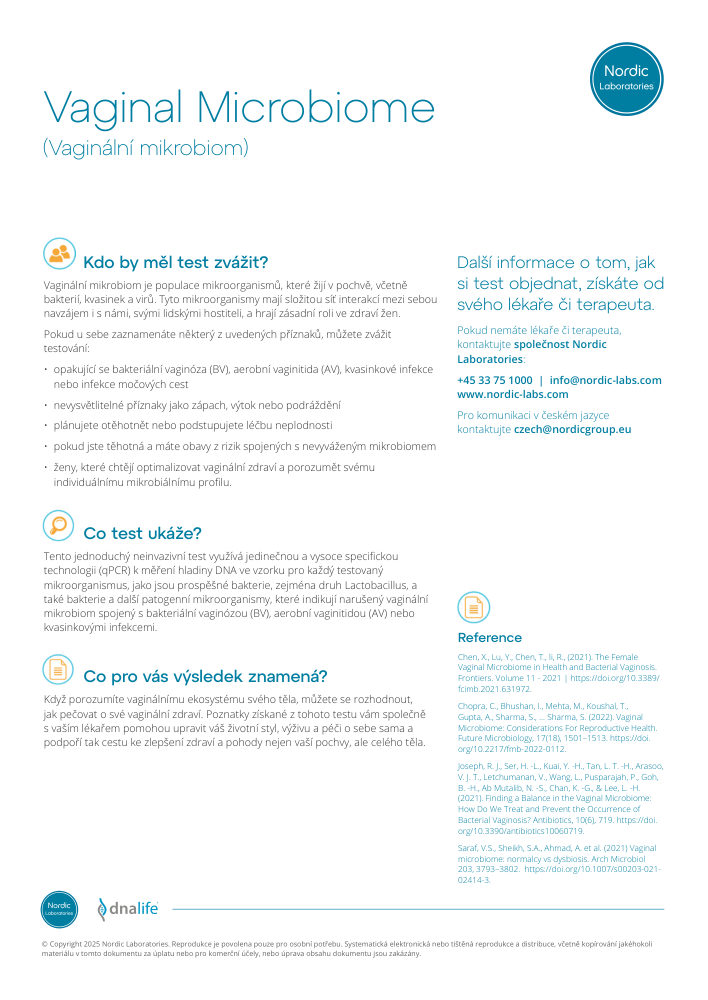 Nordic
Laboratories
Vaginal Microbiome
(Vaginální mikrobiom)
Kdo by měl test zvážit?
Vaginální mikrobiom je populace mikroorganismů, které žijí v pochvě, včetně
bakterií, kvasinek a virů. Tyto mikroorganismy mají složitou síť interakcí mezi sebou
navzájem i s námi, svými lidskými hostiteli, a hrají zásadní roli ve zdraví žen.
Pokud u sebe zaznamenáte některý z uvedených příznaků, můžete zvážit
testování:
• opakující se bakteriální vaginóza (BV), aerobní vaginitida (AV), kvasinkové infekce
nebo infekce močových cest
• nevysvětlitelné příznaky jako zápach, výtok nebo podráždění
• plánujete otěhotnět nebo podstupujete léčbu neplodnosti
• pokud jste těhotná a máte obavy z rizik spojených s nevyváženým mikrobiomem
• ženy, které chtějí optimalizovat vaginální zdraví a porozumět svému
individuálnímu mikrobiálnímu profilu.
Co test ukáže?
Tento jednoduchý neinvazivní test využívá jedinečnou a vysoce specifickou
technologii (qPCR) k měření hladiny DNA ve vzorku pro každý testovaný
mikroorganismus, jako jsou prospěšné bakterie, zejména druh Lactobacillus, a
také bakterie a další patogenní mikroorganismy, které indikují narušený vaginální
mikrobiom spojený s bakteriální vaginózou (BV), aerobní vaginitidou (AV) nebo
kvasinkovými infekcemi.
Co pro vás výsledek znamená?
Když porozumíte vaginálnímu ekosystému svého těla, můžete se rozhodnout,
jak pečovat o své vaginální zdraví. Poznatky získané z tohoto testu vám společně
s vaším lékařem pomohou upravit váš životní styl, výživu a péči o sebe sama a
podpoří tak cestu ke zlepšení zdraví a pohody nejen vaší pochvy, ale celého těla.
Další informace o tom, jak
si test objednat, získáte od
svého lékaře či terapeuta.
Pokud nemáte lékaře či terapeuta,
kontaktujte společnost Nordic
Laboratories:
+45 33 75 1000 | info@nordic-labs.com
www.nordic-labs.com
Pro komunikaci v českém jazyce
kontaktujte czech@nordicgroup.eu
Reference
Chen, X., Lu, Y., Chen, T., li, R., (2021). The Female
Vaginal Microbiome in Health and Bacterial Vaginosis.
Frontiers. Volume 11 - 2021 | https://doi.org/10.3389/
fcimb.2021.631972.
Chopra, C., Bhushan, I., Mehta, M., Koushal, T.,
Gupta, A., Sharma, S., ... Sharma, S. (2022). Vaginal
Microbiome: Considerations For Reproductive Health.
Future Microbiology, 17(18), 1501–1513. https://doi.
org/10.2217/fmb-2022-0112.
Joseph, R. J., Ser, H. -L., Kuai, Y. -H., Tan, L. T. -H., Arasoo,
V. J. T., Letchumanan, V., Wang, L., Pusparajah, P., Goh,
B. -H., Ab Mutalib, N. -S., Chan, K. -G., & Lee, L. -H.
(2021). Finding a Balance in the Vaginal Microbiome:
How Do We Treat and Prevent the Occurrence of
Bacterial Vaginosis? Antibiotics, 10(6), 719. https://doi.
org/10.3390/antibiotics10060719.
Saraf, V.S., Sheikh, S.A., Ahmad, A. et al. (2021) Vaginal
microbiome: normalcy vs dysbiosis. Arch Microbiol
203, 3793–3802. https://doi.org/10.1007/s00203-021-
02414-3.
Nordic
Laboratories
dnalife
© Copyright 2025 Nordic Laboratories. Reprodukce je povolena pouze pro osobní potřebu. Systematická elektronická nebo tištěná reprodukce a distribuce, včetně kopírování jakéhokoli
materiálu v tomto dokumentu za úplatu nebo pro komerční účely, nebo úprava obsahu dokumentu jsou zakázány.